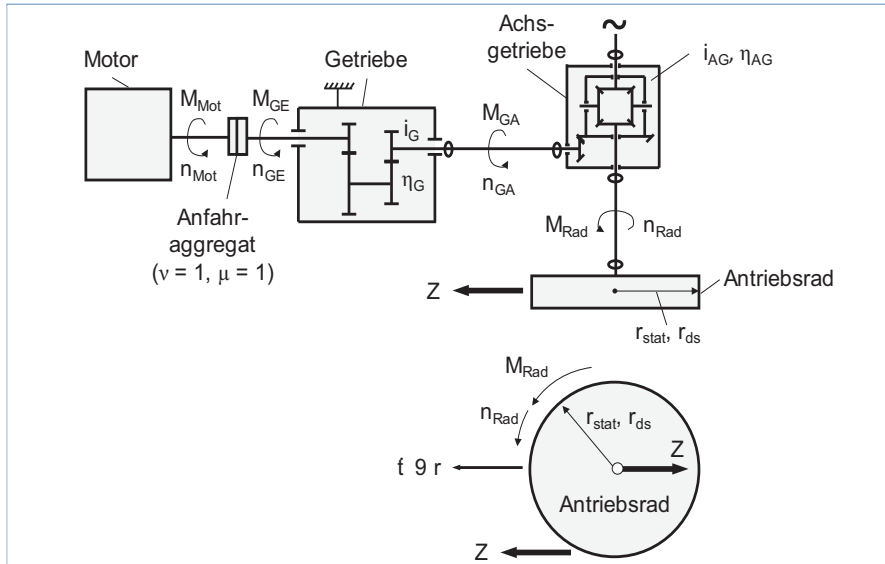 Motor
M_Mot
n_Mot
Anfahr-
aggregat
(ν = 1, μ = 1)
M_GE
n_GE
Getriebe
i_G
η_G
M_GA
n_GA
Achs-
getriebe
i_AG, η_AG
M_Rad
n_Rad
Z
Antriebsrad
r_stat, r_ds
M_Rad
n_Rad
r_stat, r_ds
Z
f 9 r
Antriebsrad
Z